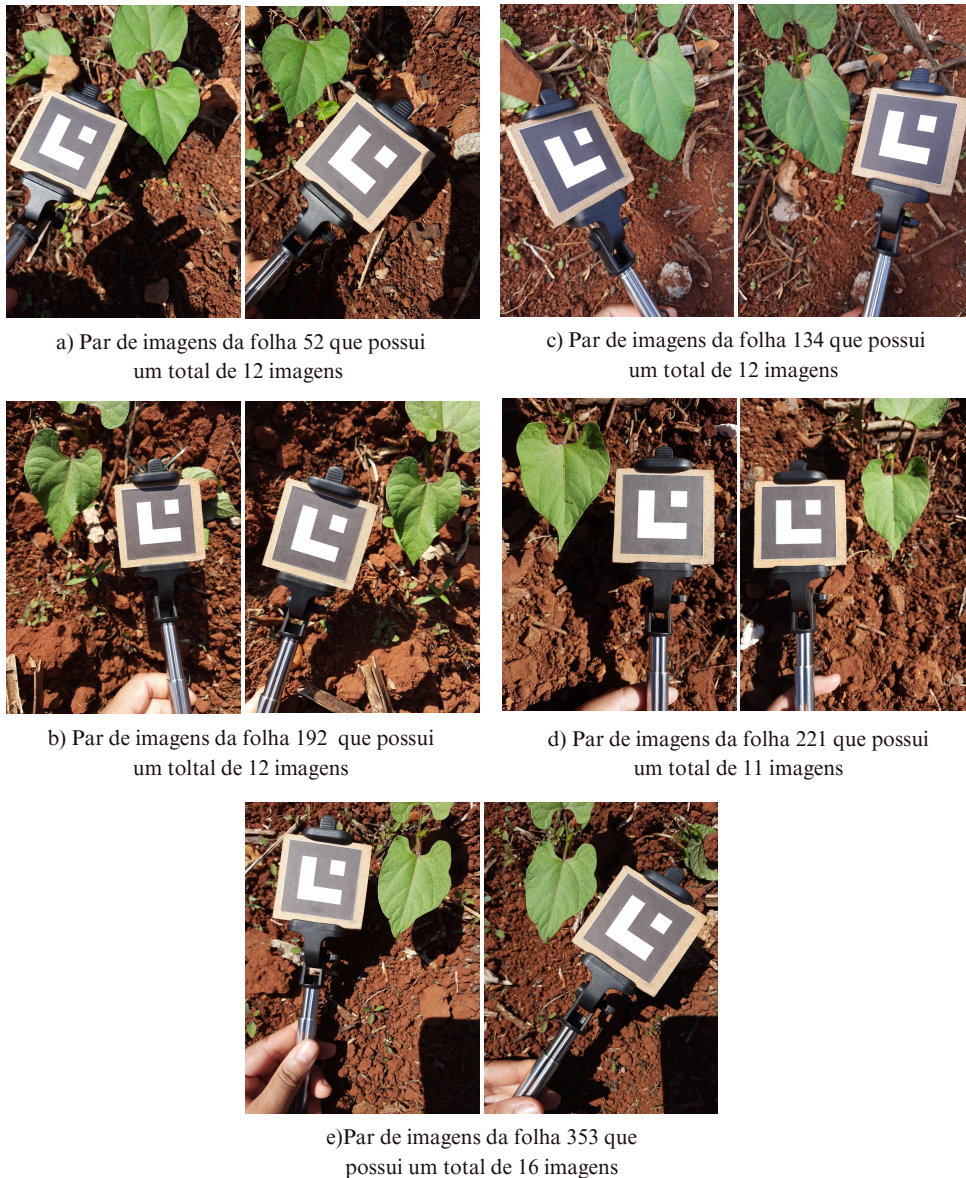 a) Par de imagens da folha 52 que possui
um total de 12 imagens
c) Par de imagens da folha 134 que possui
um total de 12 imagens
b) Par de imagens da folha 192 que possui
um toltal de 12 imagens
d) Par de imagens da folha 221 que possui
um total de 11 imagens
e)Par de imagens da folha 353 que
possui um total de 16 imagens